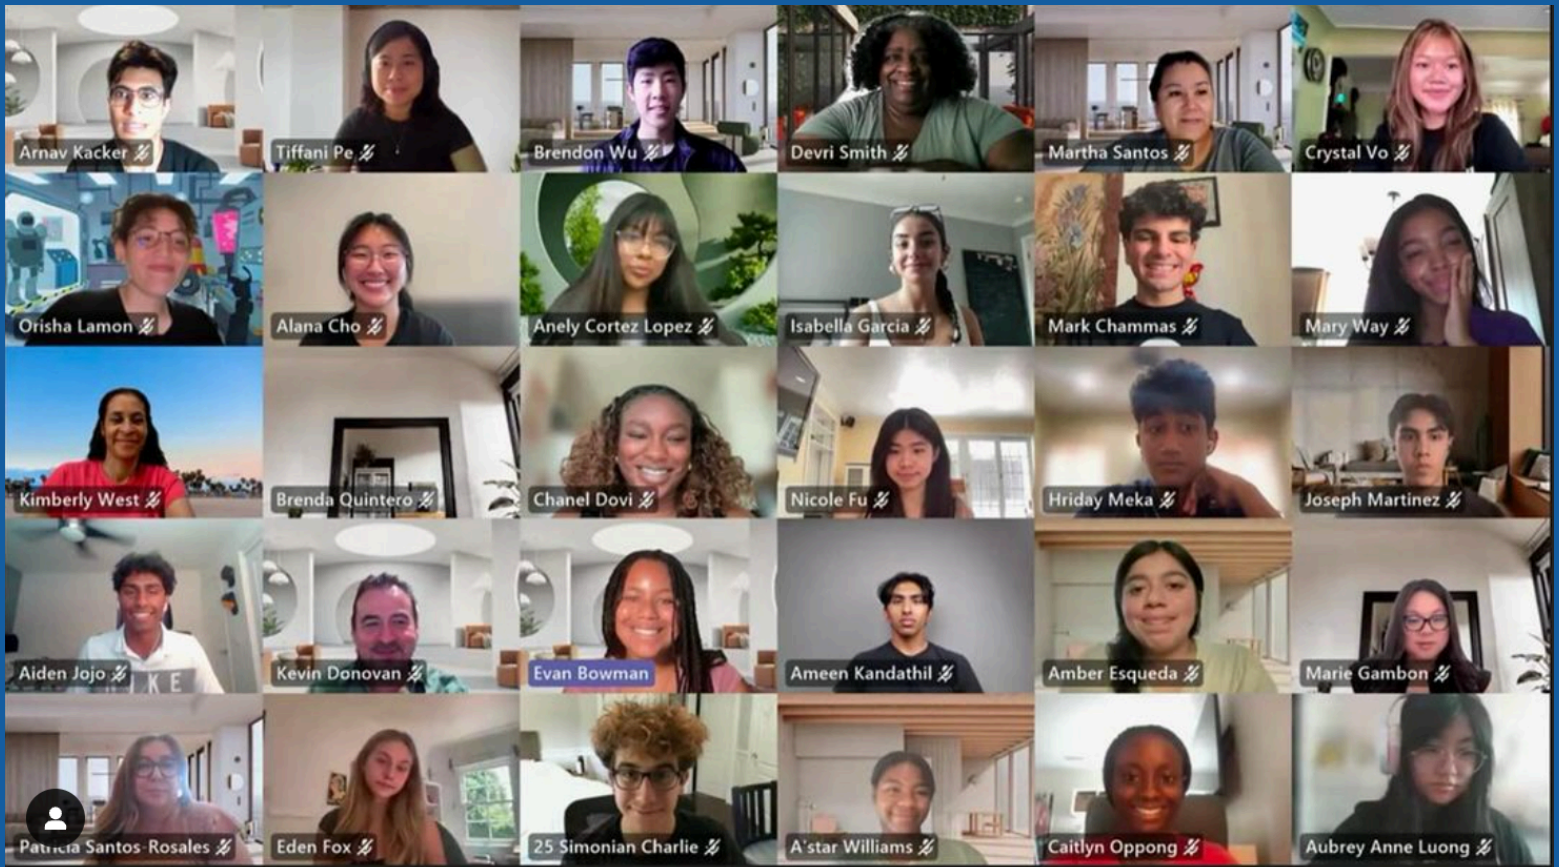 Arnav Kacker
Tiffani Pe
Brendon Wu
Devri Smith
Martha Santos
Crystal Vo
Orisha Lamon
Alana Cho
Anely Cortez Lopez
Isabella Garcia
Mark Chammas
Mary Way
Kimberly West
Brenda Quintero
Chanel Dovi
Nicole Fu
Hriday Meka
Joseph Martinez
Aiden Jojo
Kevin Donovan
Evan Bowman
Ameen Kandathil
Amber Esqueda
Marie Gambon
Patricia Santos-Rosales
Eden Fox
25 Simonian Charlie
A'star Williams
Caitlyn Oppong
Aubrey Anne Luong